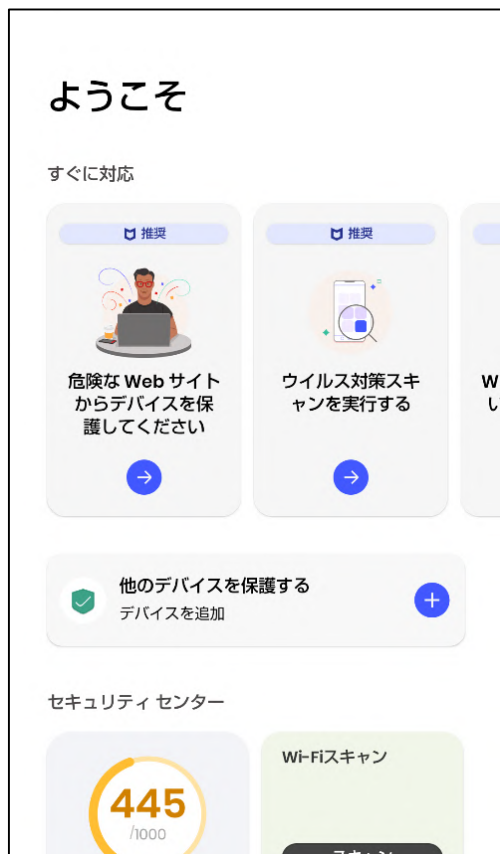 ようこそ
すぐに対応
推奨
危険な Web サイト
からデバイスを保
護してください
推奨
ウイルス対策スキ
ャンを実行する
他のデバイスを保護する
デバイスを追加
セキュリティ センター
445
/1000
Wi-Fiスキャン
スキャン